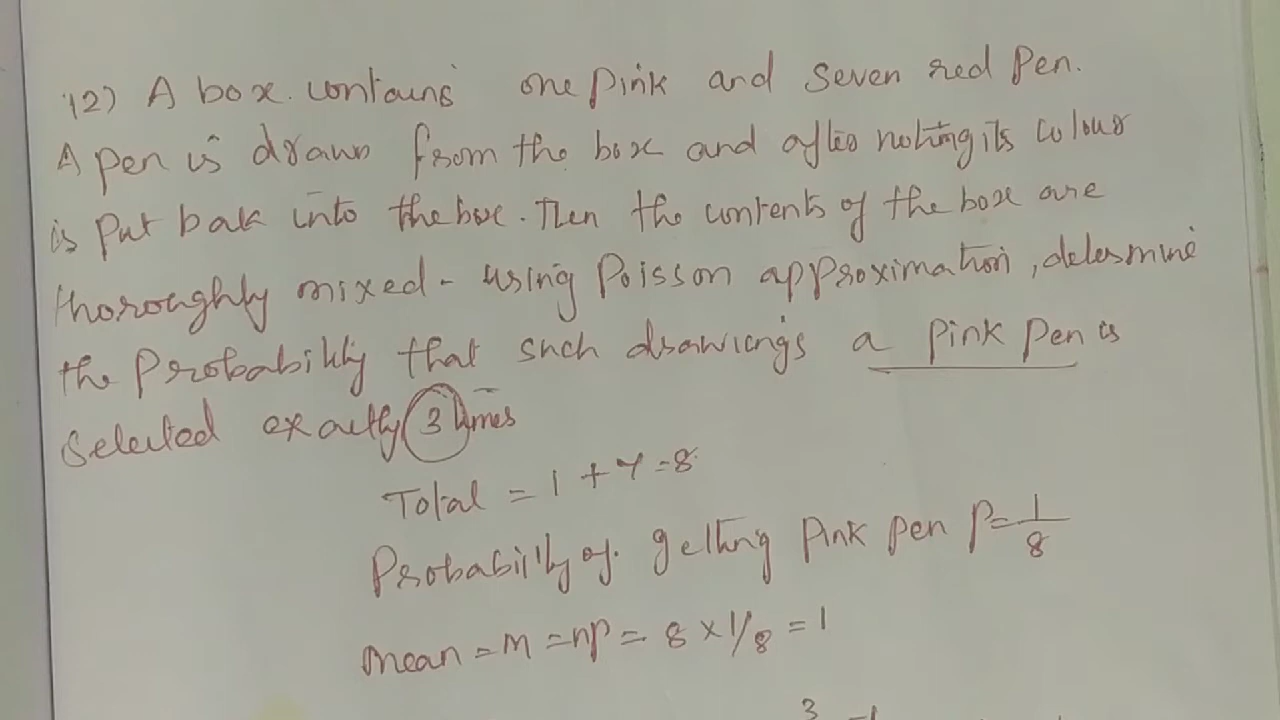 12) A box contains one pink and seven red Pen.
A pen is drawn from the box and after noting its colour
is put bak into the box. Then the contents of the box are
thoroughly mixed - using Poisson approximation, determine
the Probability that such drawings a pink pen is
selected exactly 3 times
Total = 1 + 7 = 8
Probability of getting Pink pen P = 1/8
mean = m = np = 8 × 1/8 = 1
3 -1